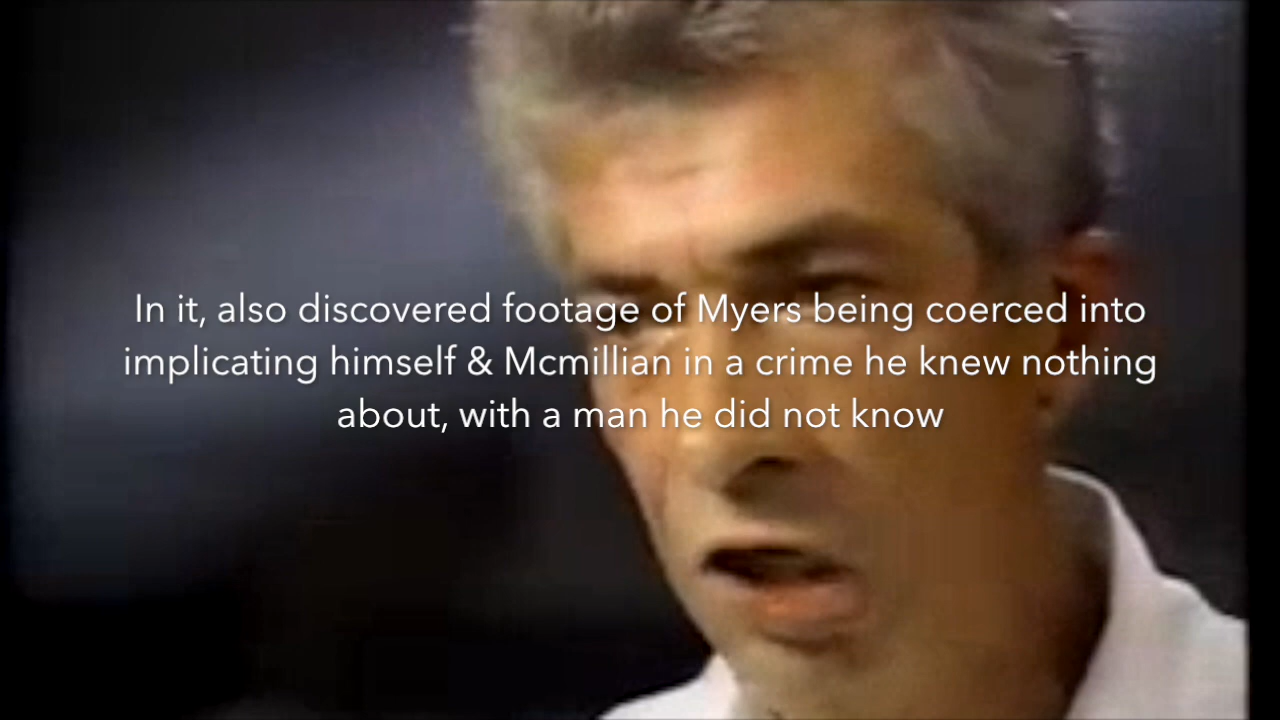 In it, also discovered footage of Myers being coerced into
implicating himself & Mcmillian in a crime he knew nothing
about, with a man he did not know